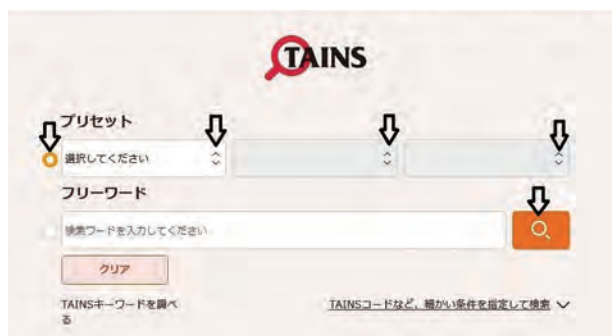 TAINS
プリセット
選択してください
フリーワード
検索ワードを入力してください
クリア
TAINSキーワードを調べ
る
TAINSコードなど、細かい条件を指定して検索